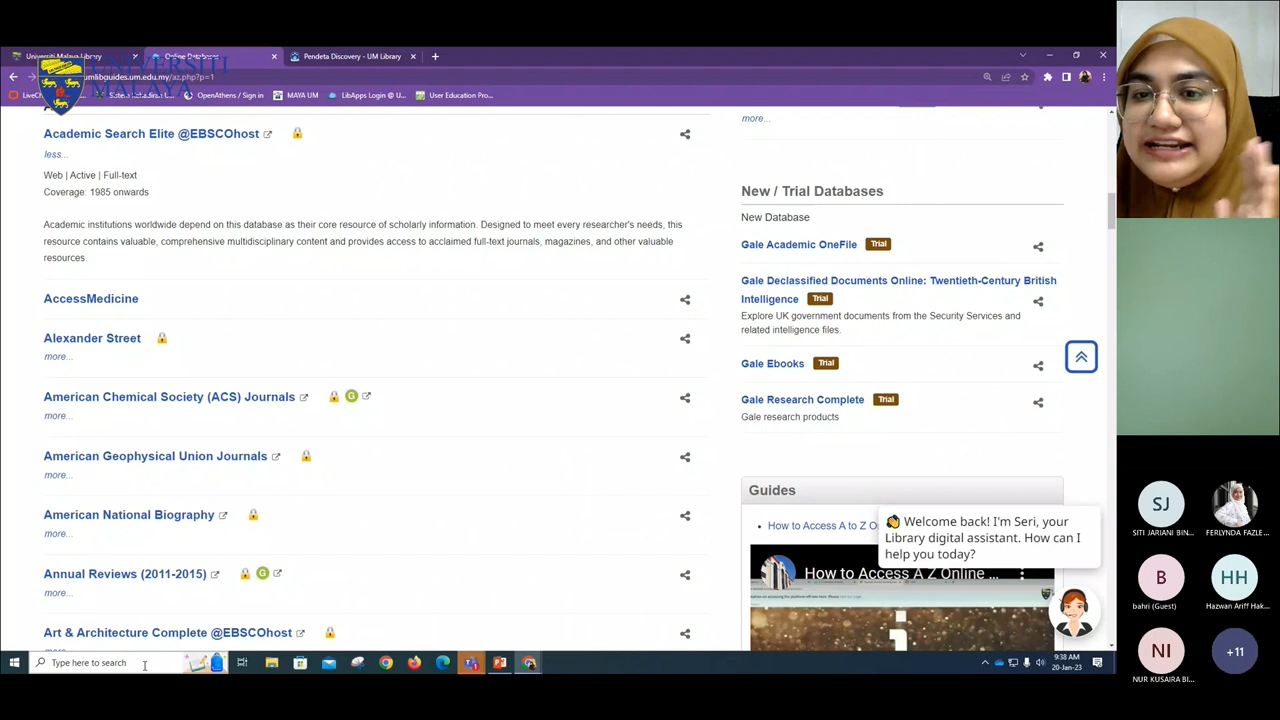 Universiti Malaya Library
Online Databases
Pendeta Discovery - UM Library
UNIVERSITI
MALAYA
umlibguides.um.edu.my/az.php?p=1
LiveC
OpenAthens / Sign in
MAYA UM
LibApps Login @ U...
User Education Pro...
Academic Search Elite @EBSCOhost
less...
Web | Active | Full-text
Coverage: 1985 onwards
Academic institutions worldwide depend on this database as their core resource of scholarly information. Designed to meet every researcher's needs, this
resource contains valuable, comprehensive multidisciplinary content and provides access to acclaimed full-text journals, magazines, and other valuable
resources.
AccessMedicine
Alexander Street
more...
American Chemical Society (ACS) Journals
G
more...
American Geophysical Union Journals
more...
American National Biography
more...
Annual Reviews (2011-2015)
G
more...
Art & Architecture Complete @EBSCOhost
more...
New / Trial Databases
New Database
Gale Academic OneFile Trial
Gale Declassified Documents Online: Twentieth-Century British
Intelligence Trial
Explore UK government documents from the Security Services and
related intelligence files.
Gale Ebooks Trial
Gale Research Complete Trial
Gale research products
Guides
How to Access A to Z O
Welcome back! I'm Seri, your
Library digital assistant. How can I
help you today?
How to Access A Z Online ...
Type here to search
9:38 AM
20-Jan-23
SJ
SITI JARIANI BIN...
FERLYNDA FAZLE...
B
bahri (Guest)
HH
Hazwan Ariff Hak...
NI
NUR KUSAIRA BI...
+11